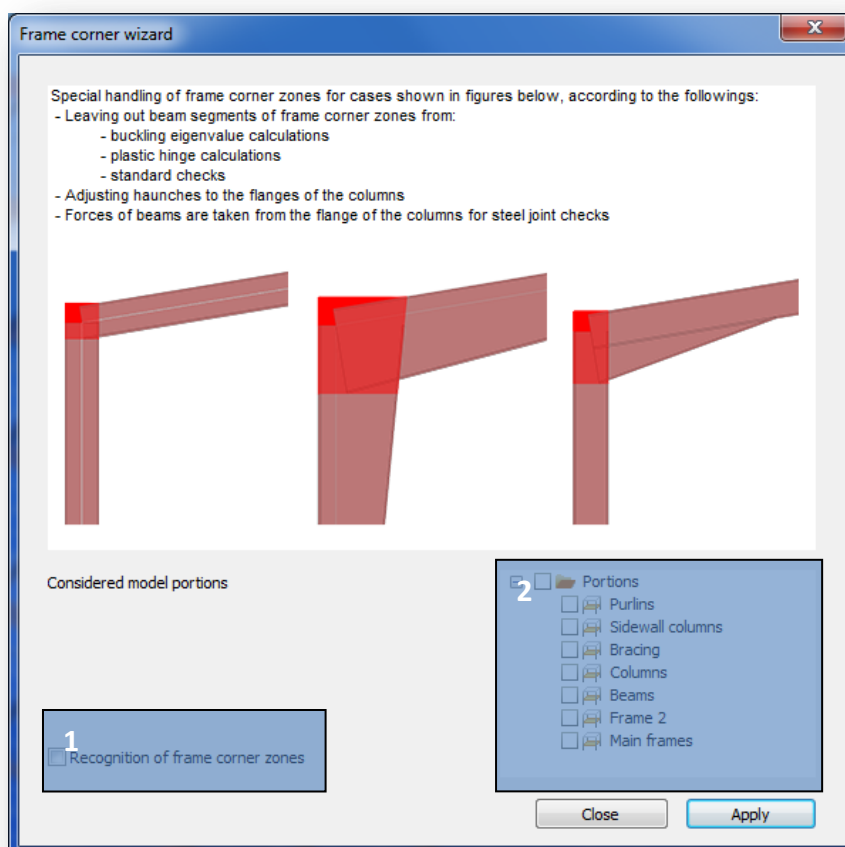 Frame corner wizard
x
Special handling of frame corner zones for cases shown in figures below, according to the followings:
- Leaving out beam segments of frame corner zones from:
- buckling eigenvalue calculations
- plastic hinge calculations
- standard checks
- Adjusting haunches to the flanges of the columns
- Forces of beams are taken from the flange of the columns for steel joint checks
Considered model portions
2
Portions
Purlins
Sidewall columns
Bracing
Columns
Beams
Frame 2
Main frames
1
Recognition of frame corner zones
Close
Apply